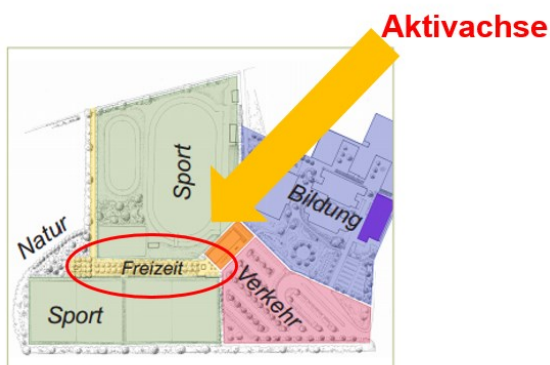 Aktivachse
Sport
Bildung
Natur
Freizeit
Verkehr
Sport